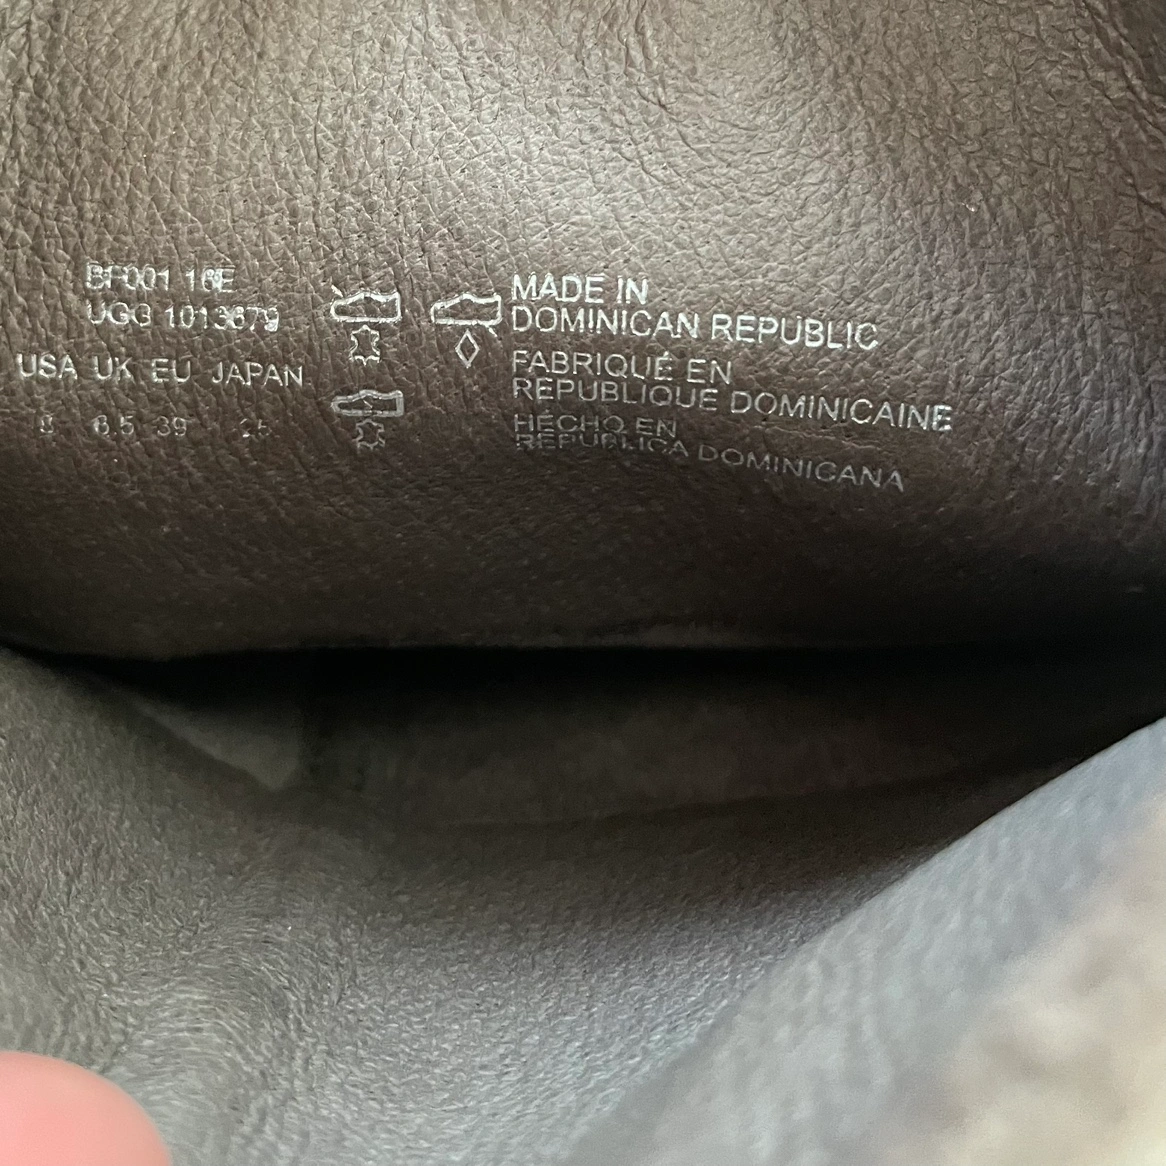 BF001 16E
UGG 1013679
USA UK EU JAPAN
8 6.5 39 25
MADE IN
DOMINICAN REPUBLIC
FABRIQUÉ EN
REPUBLIQUE DOMINICAINE
HECHO EN
REPÚBLICA DOMINICANA